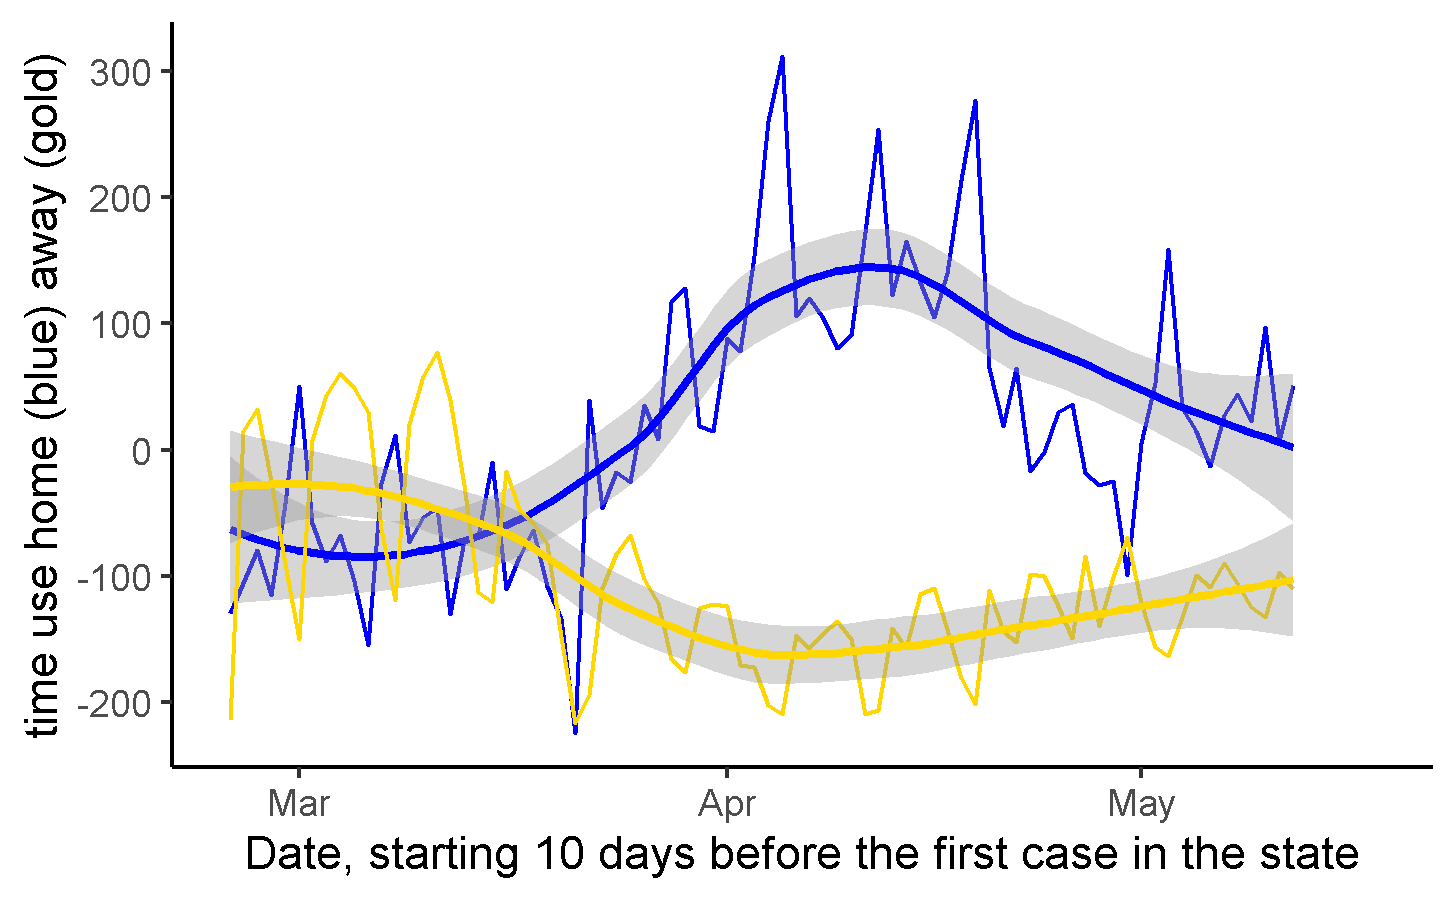 time use home (blue) away (gold)
300
200
100
0
-100
-200
Mar
Apr
May
Date, starting 10 days before the first case in the state